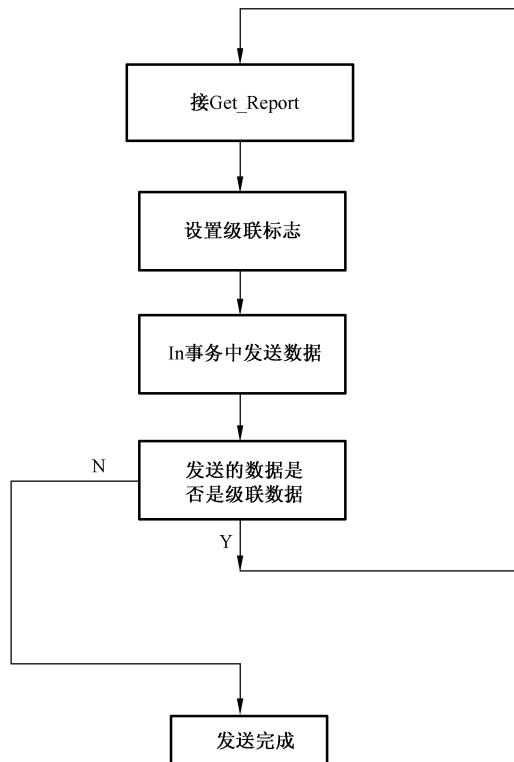 接Get_Report
设置级联标志
In事务中发送数据
发送的数据是
否是级联数据
N
Y
发送完成